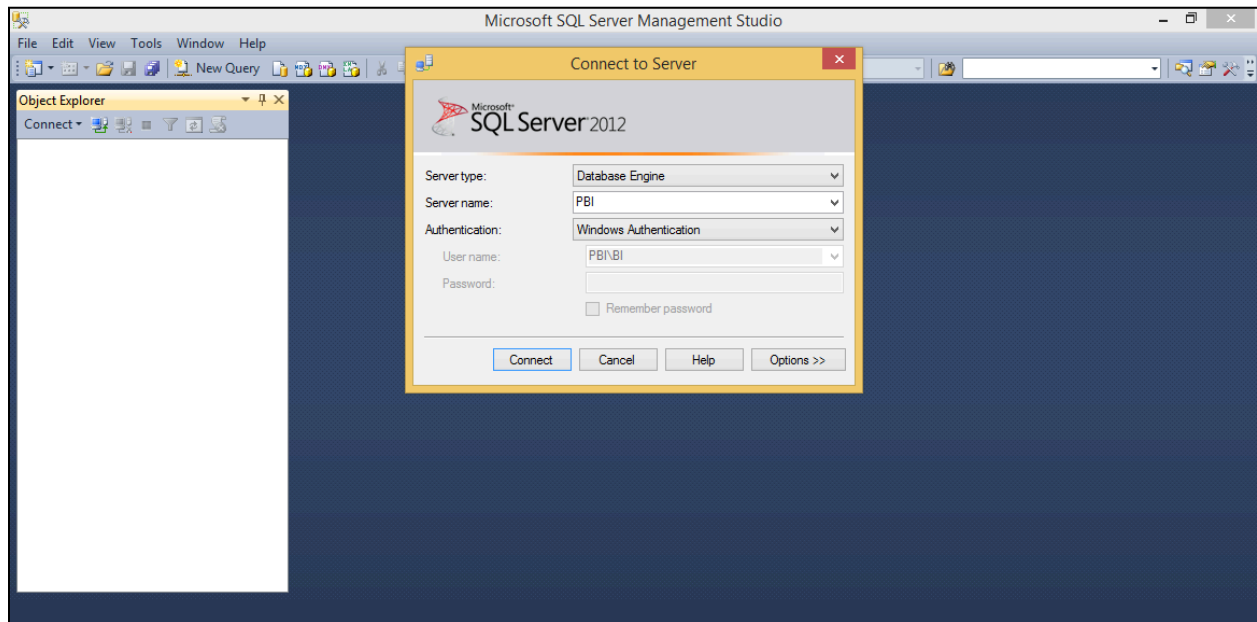 Microsoft SQL Server Management Studio
File Edit View Tools Window Help
New Query
Object Explorer
Connect
Connect to Server
Microsoft
SQL Server 2012
Server type: Database Engine
Server name: PBI
Authentication: Windows Authentication
User name: PBI\BI
Password:
Remember password
Connect Cancel Help Options >>